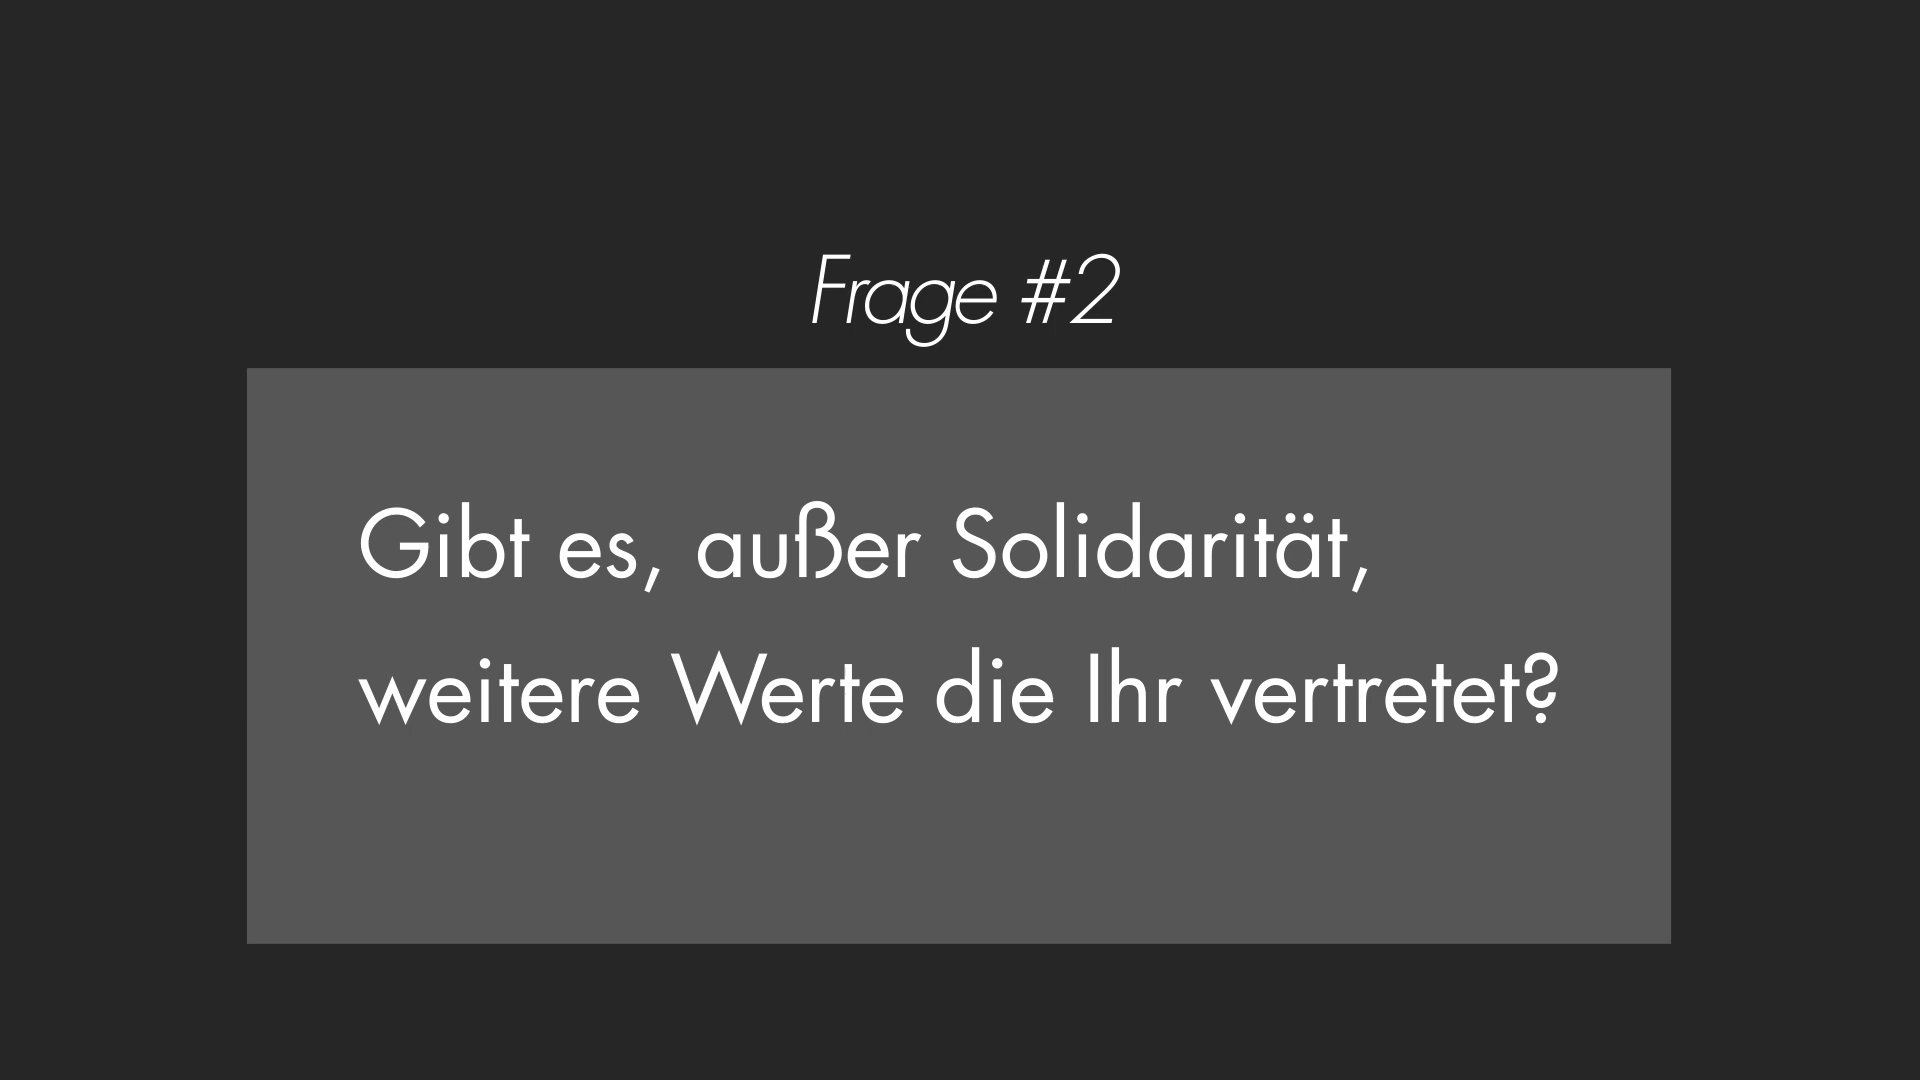 Frage #2
Gibt es, außer Solidarität,
weitere Werte die Ihr vertretet?